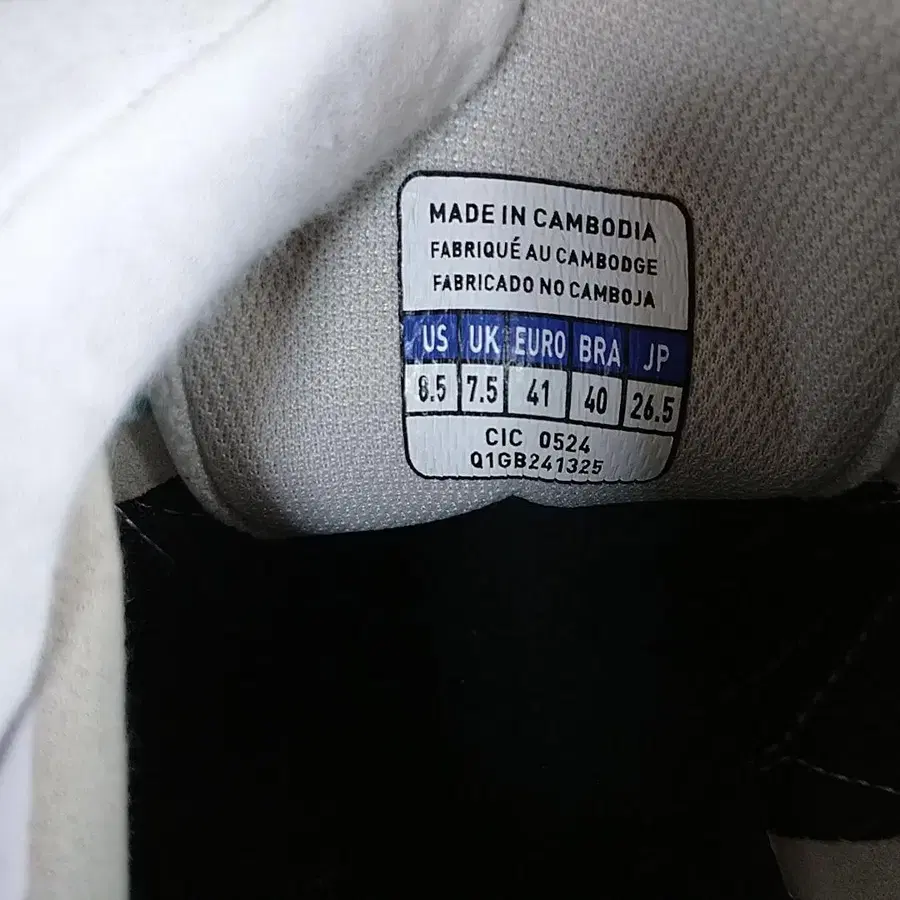 MADE IN CAMBODIA
FABRIQUÉ AU CAMBODGE
FABRICADO NO CAMBOJA
US UK EURO BRA JP
8.5 7.5 41 40 26.5
CIC 0524
Q1GB241325